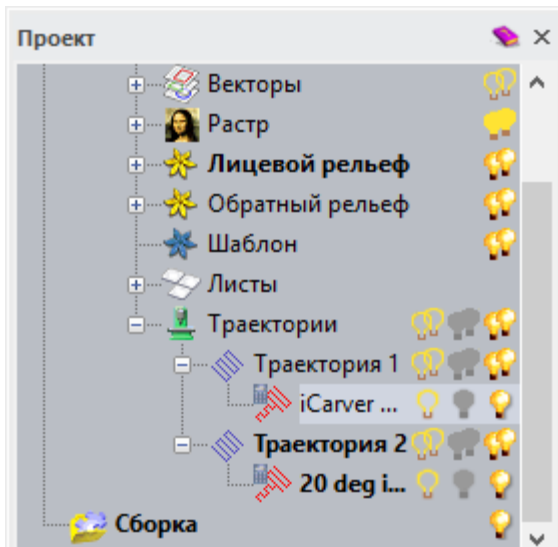 Проект
Векторы
Растр
Лицевой рельеф
Обратный рельеф
Шаблон
Листы
Траектории
Траектория 1
iCarver ...
Траектория 2
20 deg i...
Сборка